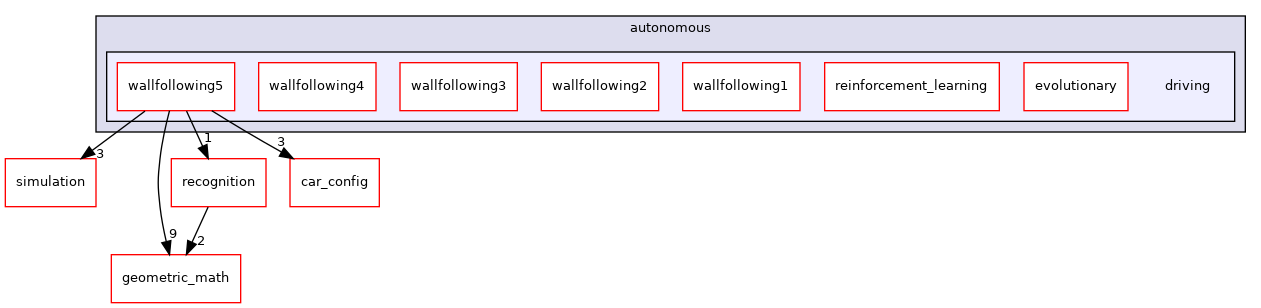 autonomous
wallfollowing5
wallfollowing4
wallfollowing3
wallfollowing2
wallfollowing1
reinforcement_learning
evolutionary
driving
3
1
3
simulation
recognition
car_config
9
2
geometric_math